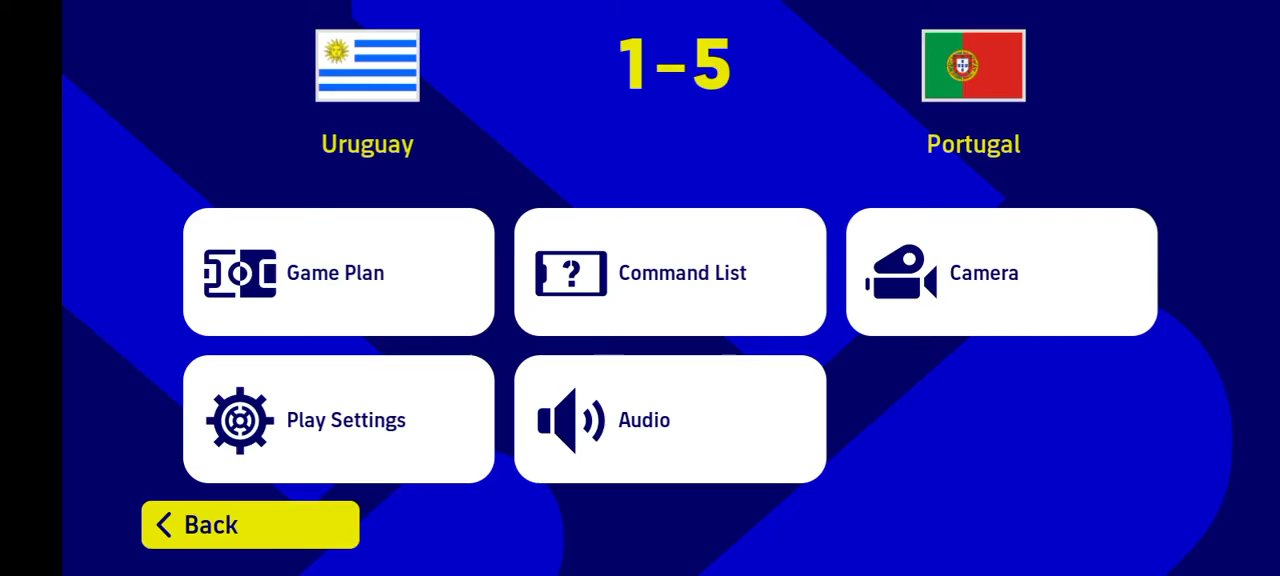 1-5
Uruguay
Portugal
Game Plan
?
Command List
Camera
Play Settings
Audio
Back